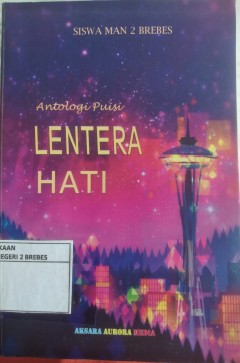 SISWA MAN 2 BREBES
Antologi Puisi
LENTERA
HATI
KAAN
EGERI 2 BREBES
AKSARA AURORA MEDIA